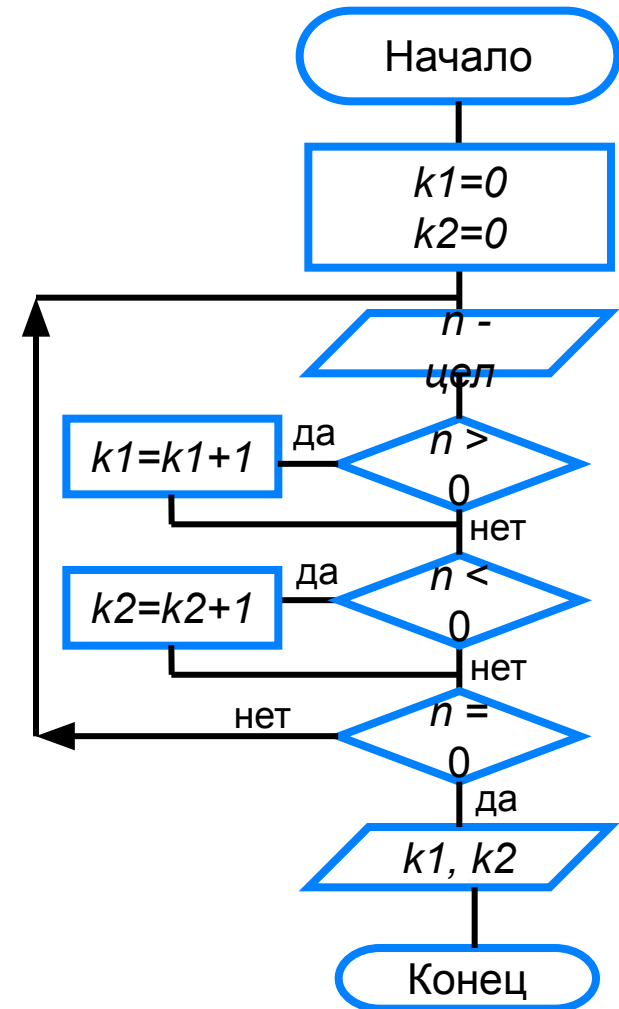 Начало
k1=0
k2=0
n -
цел
да
n >
0
k1=k1+1
нет
да
n <
0
k2=k2+1
нет
нет
n =
0
да
k1, k2
Конец